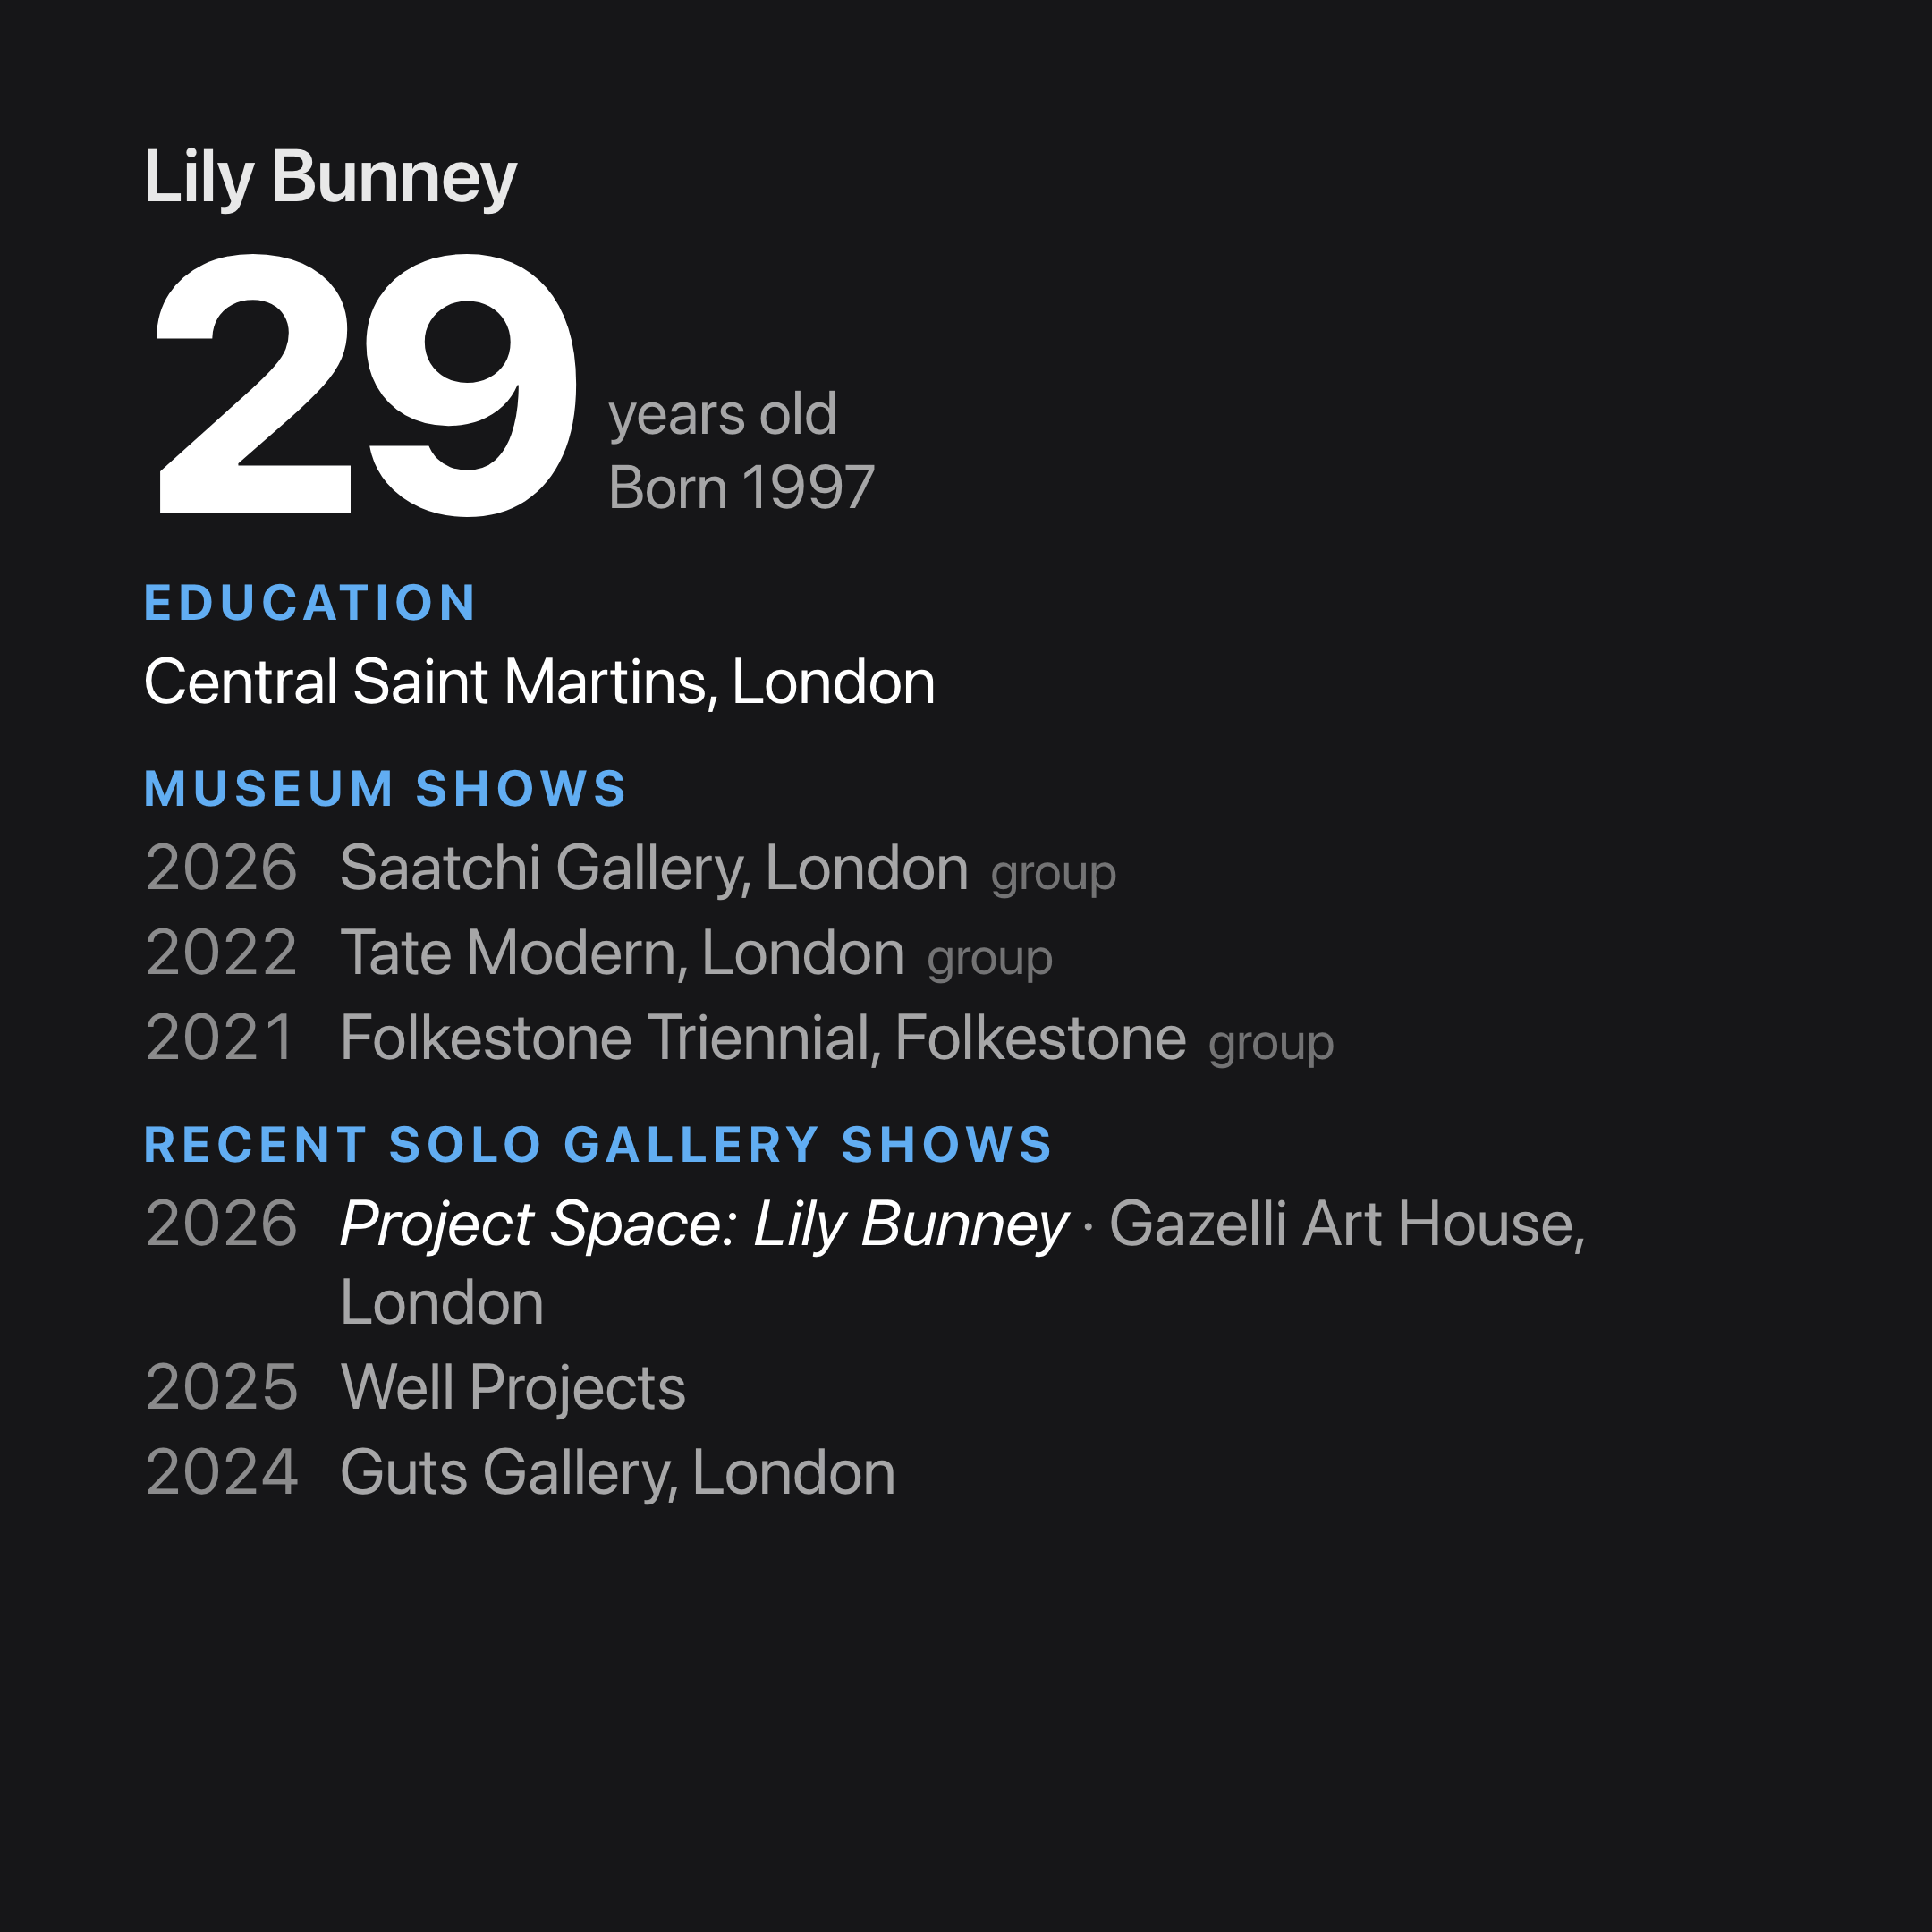 Lily Bunney
29
years old
Born 1997
EDUCATION
Central Saint Martins, London
MUSEUM SHOWS
2026 Saatchi Gallery, London group
2022 Tate Modern, London group
2021 Folkestone Triennial, Folkestone group
RECENT SOLO GALLERY SHOWS
2026 Project Space: Lily Bunney · Gazelli Art House,
London
2025 Well Projects
2024 Guts Gallery, London